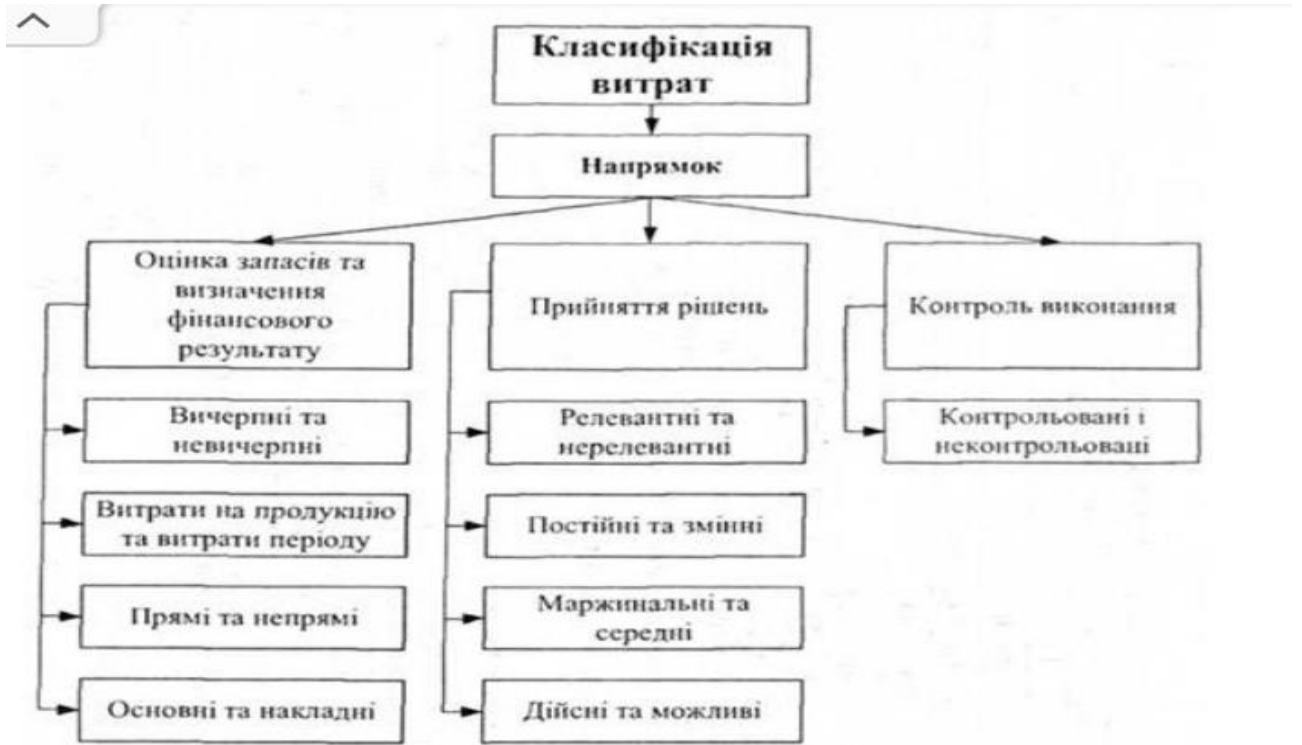 Класифікація
витрат
Напрямок
Оцінка запасів та
визначення
фінансового
результату
Вичерпні та
невичерпні
Витрати на продукцію
та витрати періоду
Прямі та непрямі
Основні та накладні
Прийняття рішень
Релевантні та
нерелевантні
Постійні та змінні
Маржинальні та
середні
Дійсні та можливі
Контроль виконання
Контрольовані і
неконтрольовані